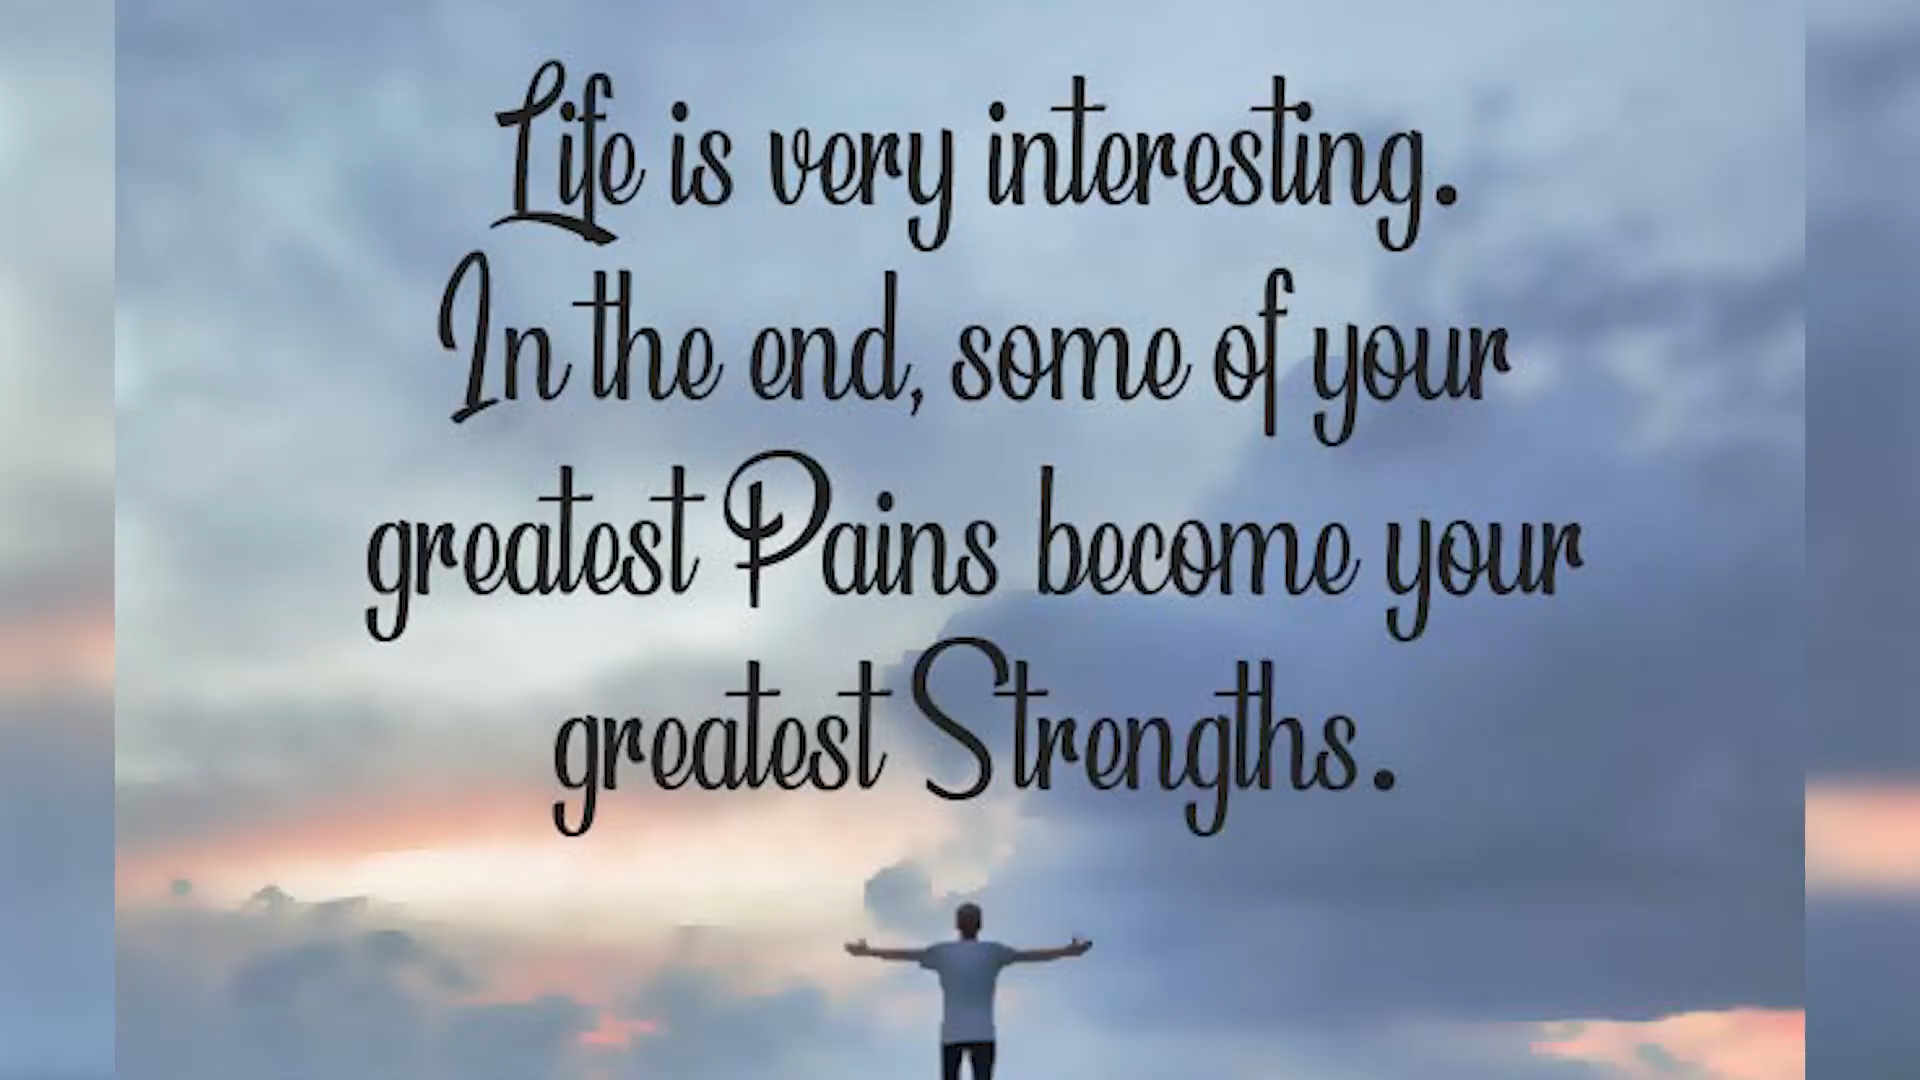 Life is very interesting.
In the end, some of your
greatest Pains become your
greatest Strengths.